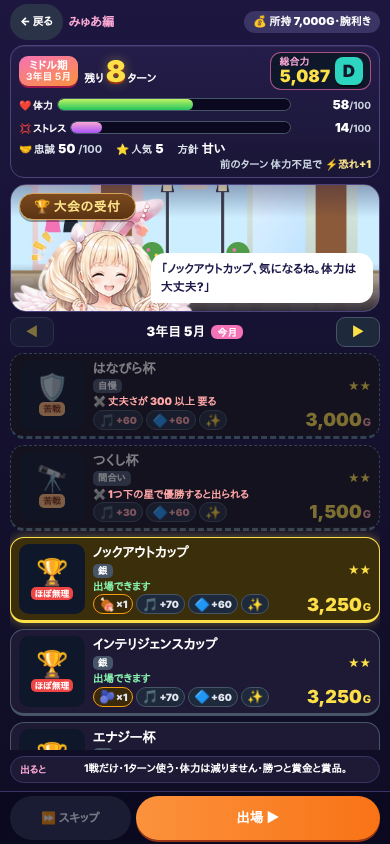 ← 戻る みゅあ編 💰 所持 7,000G・腕利き
ミドル期
3年目 5月
残り8ターン
総合力
5,087 D
❤️ 体力 58/100
💢 ストレス 14/100
🤝 忠誠 50 /100 ⭐ 人気 5 方針 甘い
前のターン 体力不足で ⚡恐れ+1
🏆 大会の受付
「ノックアウトカップ、気になるね。体力は
大丈夫?」
◀ 3年目 5月 今月 ▶
はなびら杯
自慢 ★★
✖ 丈夫さが 300 以上 要る
苦戦
🎵+60 🔷+60 ✨ 3,000G
つくし杯
間合い ★★
✖ 1つ下の星で優勝すると出られる
苦戦
🎵+30 🔷+60 ✨ 1,500G
ノックアウトカップ
銀 ★★
出場できます
ほぼ無理
🍖×1 🎵+70 🔷+60 ✨ 3,250G
インテリジェンスカップ
銀 ★★
出場できます
ほぼ無理
🫐×1 🎵+70 🔷+60 ✨ 3,250G
エナジー杯
出ると 1戦だけ・1ターン使う・体力は減りません・勝つと賞金と賞品。
⏩ スキップ 出場 ▶